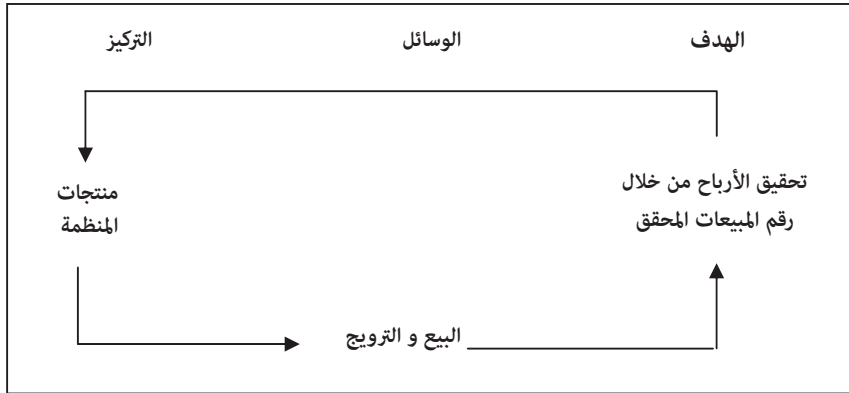 الهدف
الوسائل
التركيز
تحقيق الأرباح من خلال
رقم المبيعات المحقق
منتجات
المنظمة
البيع و الترويج